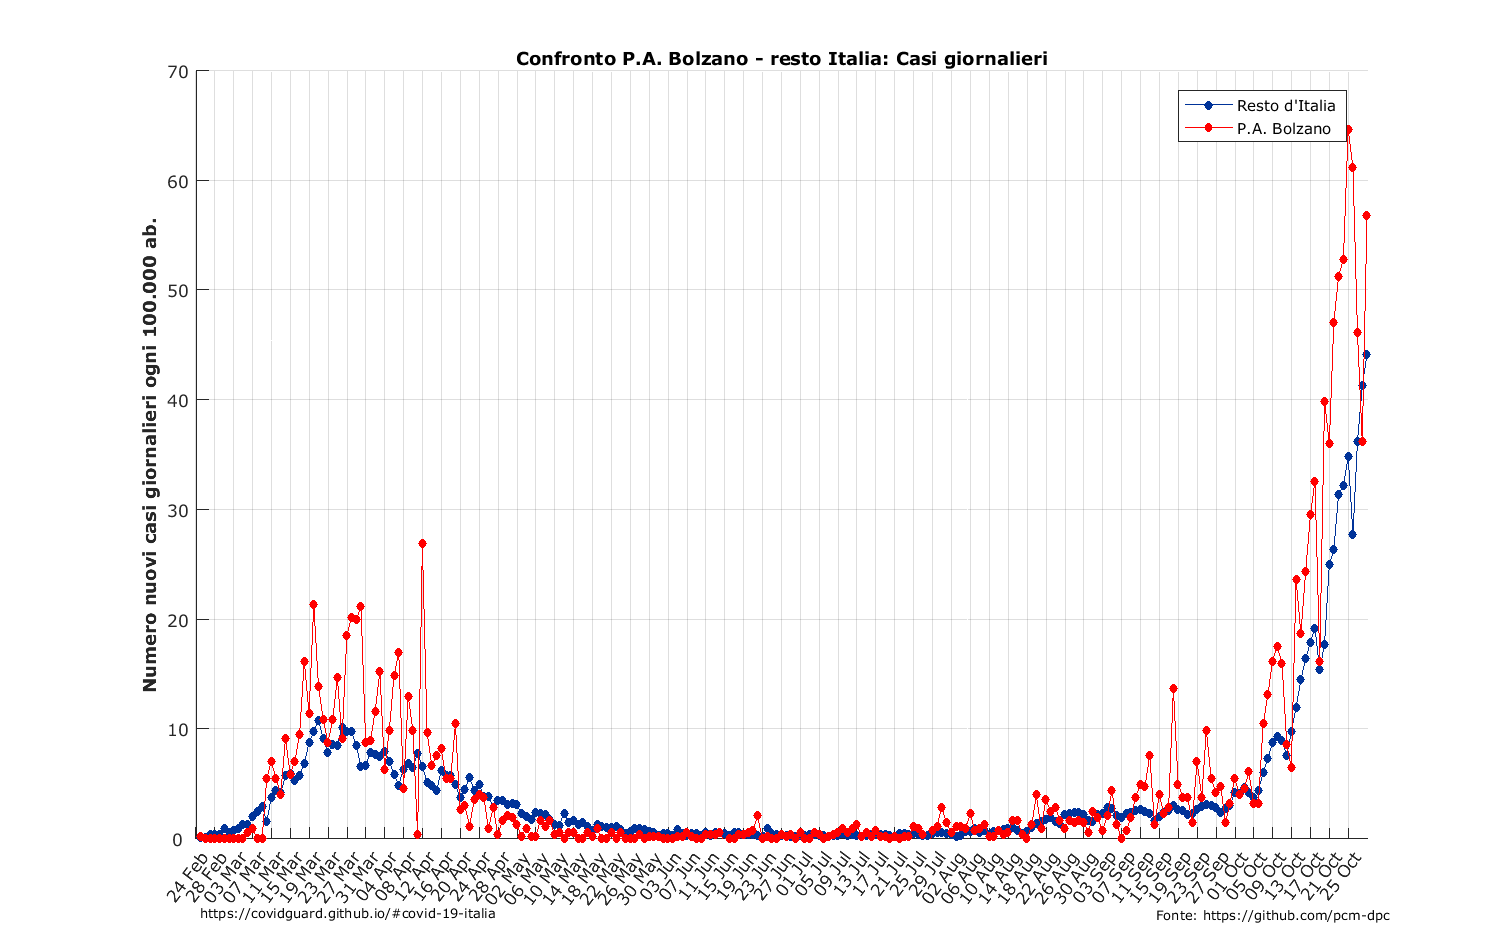 Confronto P.A. Bolzano - resto Italia: Casi giornalieri
Numero nuovi casi giornalieri ogni 100.000 ab.
70
60
50
40
30
20
10
0
Resto d'Italia
P.A. Bolzano
24 Feb
28 Feb
03 Mar
07 Mar
11 Mar
15 Mar
19 Mar
23 Mar
27 Mar
31 Mar
04 Apr
08 Apr
12 Apr
16 Apr
20 Apr
24 Apr
28 Apr
02 May
06 May
10 May
14 May
18 May
22 May
26 May
30 May
03 Jun
07 Jun
11 Jun
15 Jun
19 Jun
23 Jun
27 Jun
01 Jul
05 Jul
09 Jul
13 Jul
17 Jul
21 Jul
25 Jul
29 Jul
02 Aug
06 Aug
10 Aug
14 Aug
18 Aug
22 Aug
26 Aug
30 Aug
03 Sep
07 Sep
11 Sep
15 Sep
19 Sep
23 Sep
27 Sep
01 Oct
05 Oct
09 Oct
13 Oct
17 Oct
21 Oct
25 Oct
https://covidguard.github.io/#covid-19-italia
Fonte: https://github.com/pcm-dpc